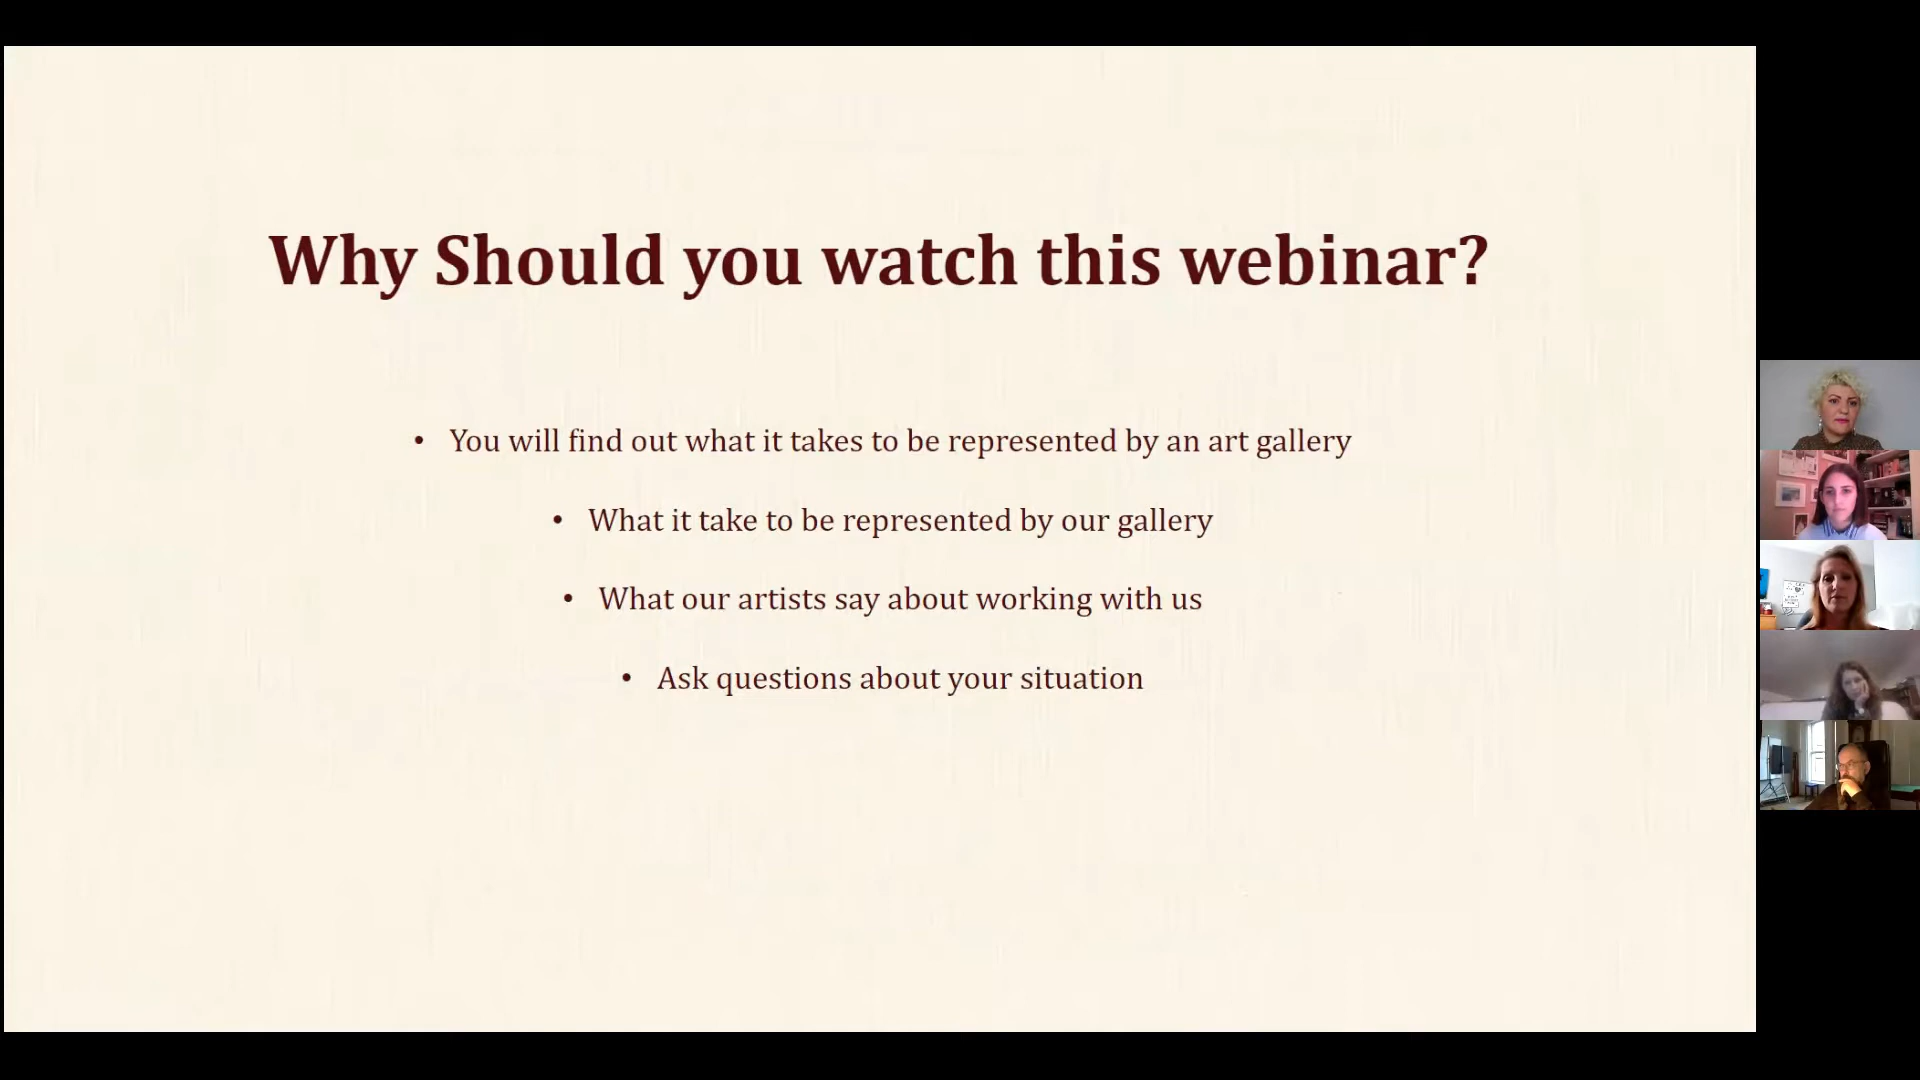 Why Should you watch this webinar?
• You will find out what it takes to be represented by an art gallery
• What it take to be represented by our gallery
• What our artists say about working with us
• Ask questions about your situation